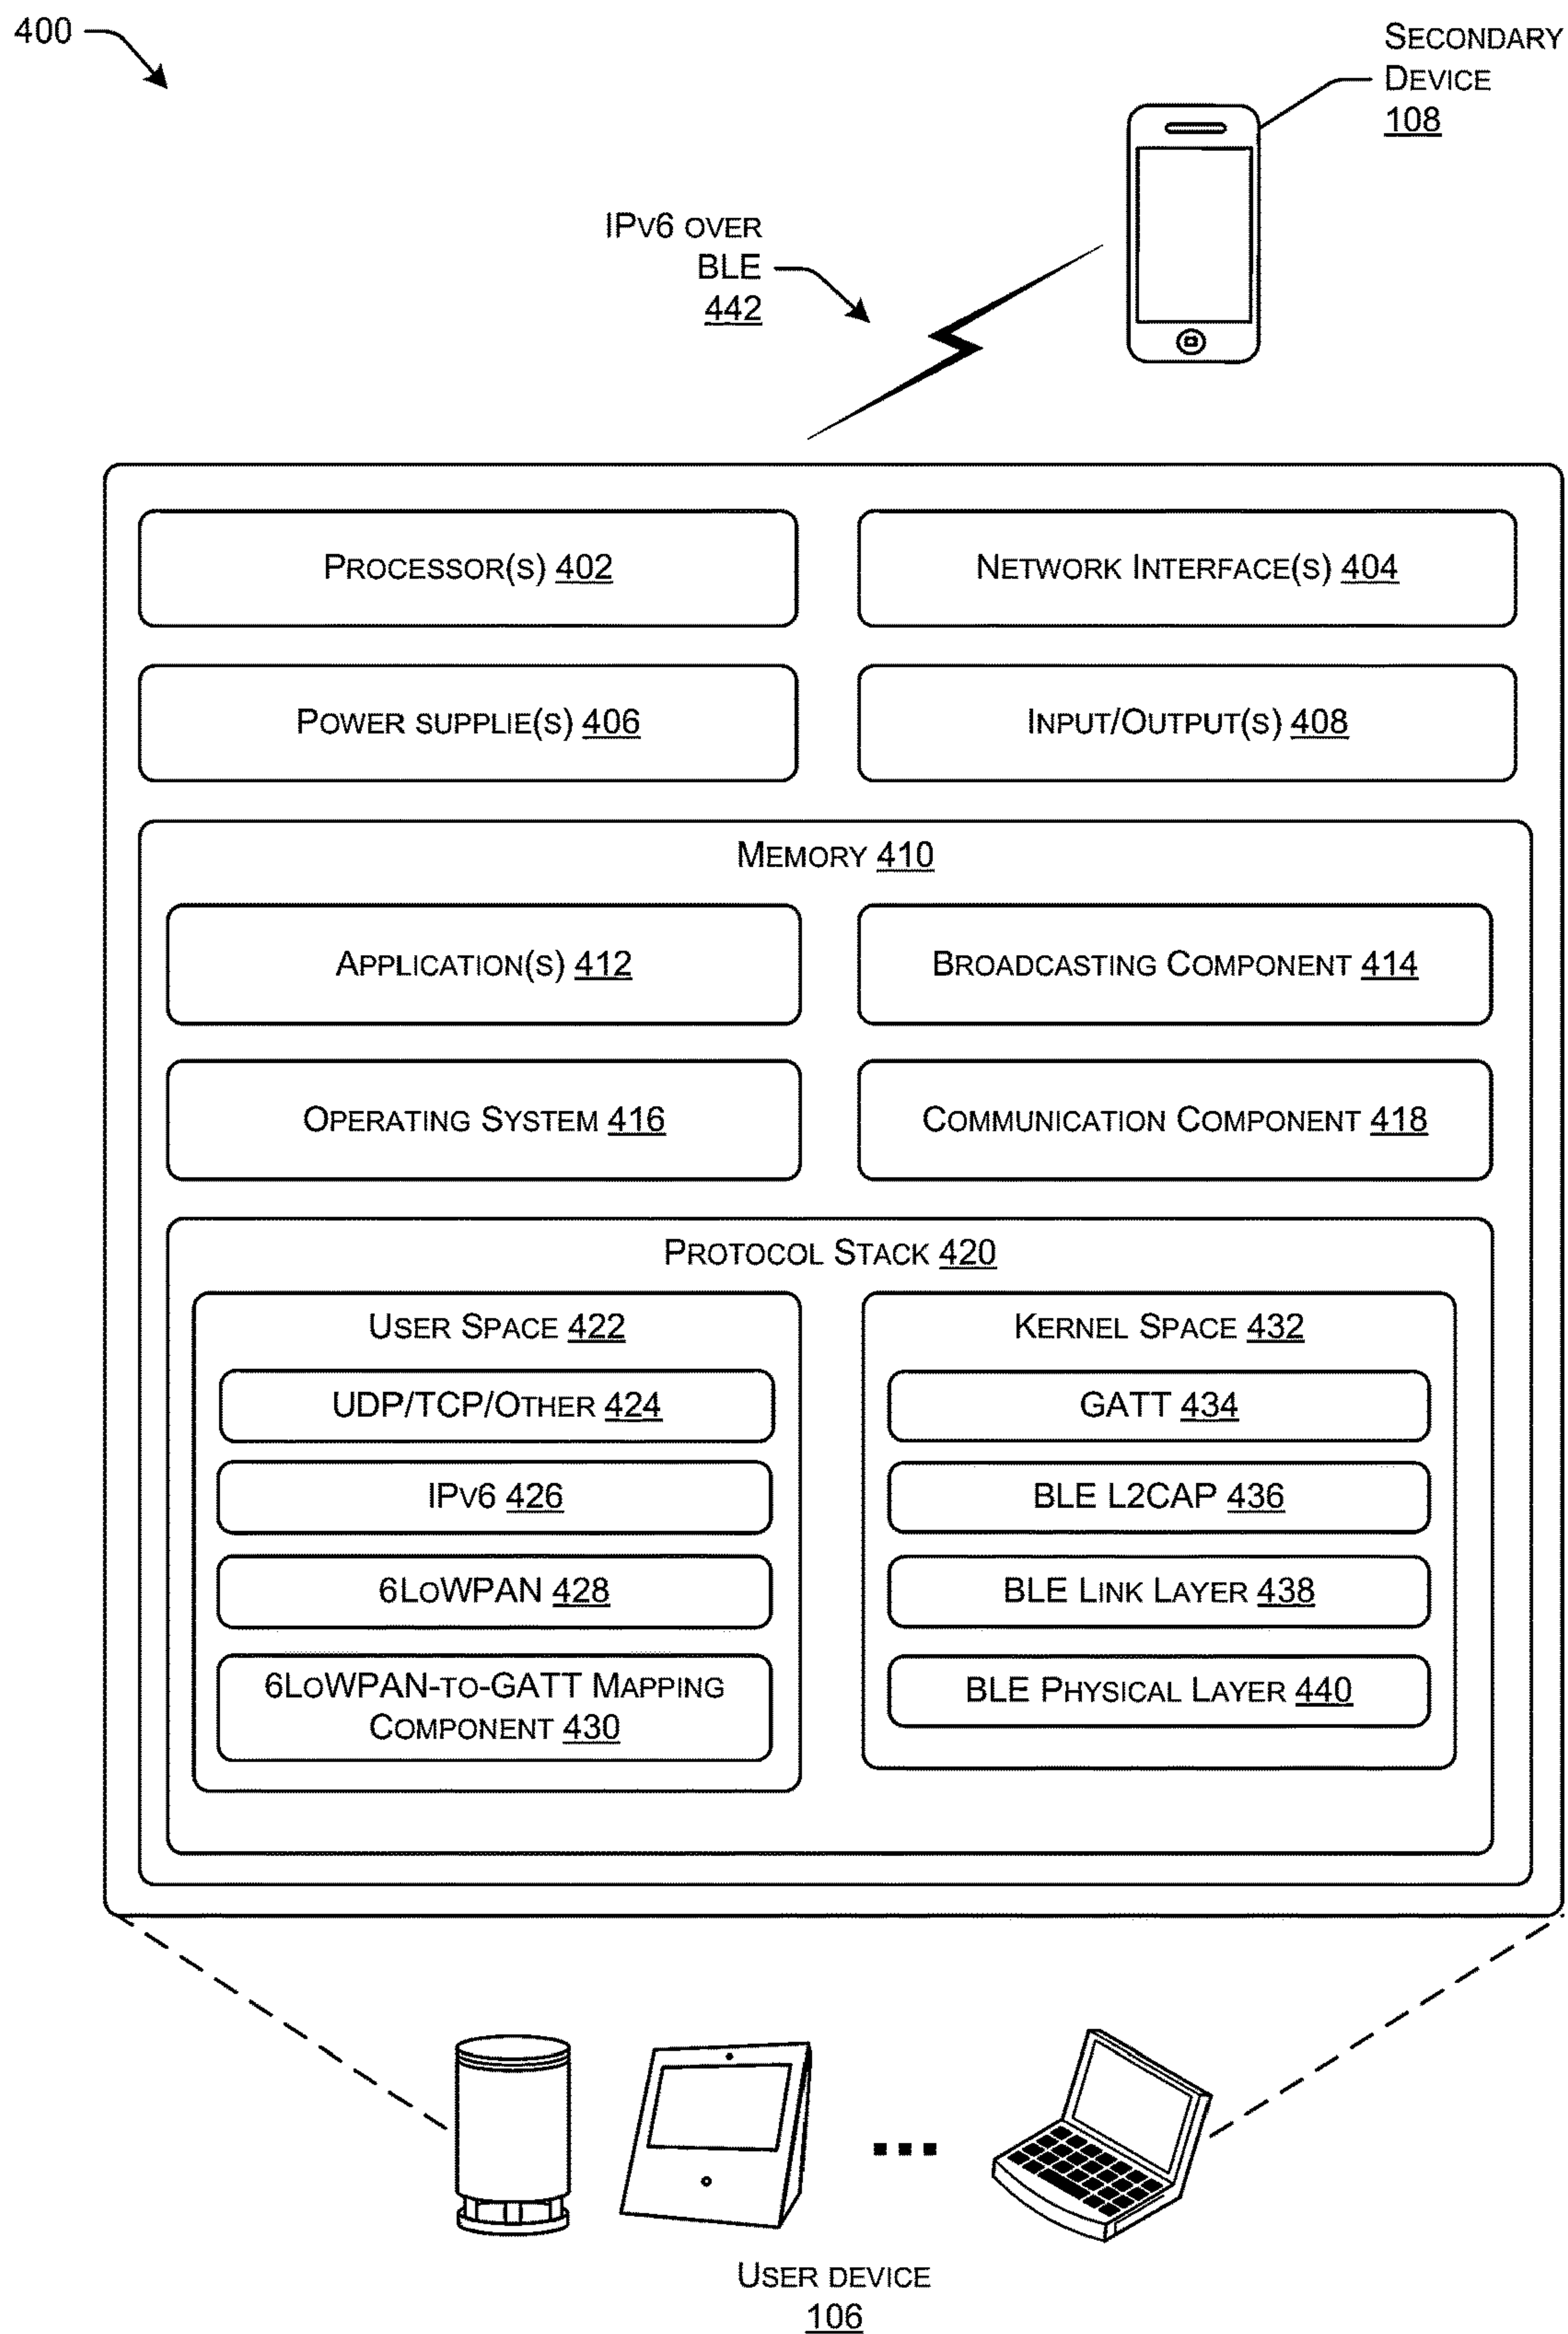 400
SECONDARY
DEVICE
108
IPV6 OVER
BLE
442
PROCESSOR(S) 402
NETWORK INTERFACE(S) 404
POWER SUPPLIE(S) 406
INPUT/OUTPUT(S) 408
MEMORY 410
APPLICATION(S) 412
BROADCASTING COMPONENT 414
OPERATING SYSTEM 416
COMMUNICATION COMPONENT 418
PROTOCOL STACK 420
USER SPACE 422
UDP/TCP/OTHER 424
IPV6 426
6LOWPAN 428
6LOWPAN-TO-GATT MAPPING
COMPONENT 430
KERNEL SPACE 432
GATT 434
BLE L2CAP 436
BLE LINK LAYER 438
BLE PHYSICAL LAYER 440
USER DEVICE
106